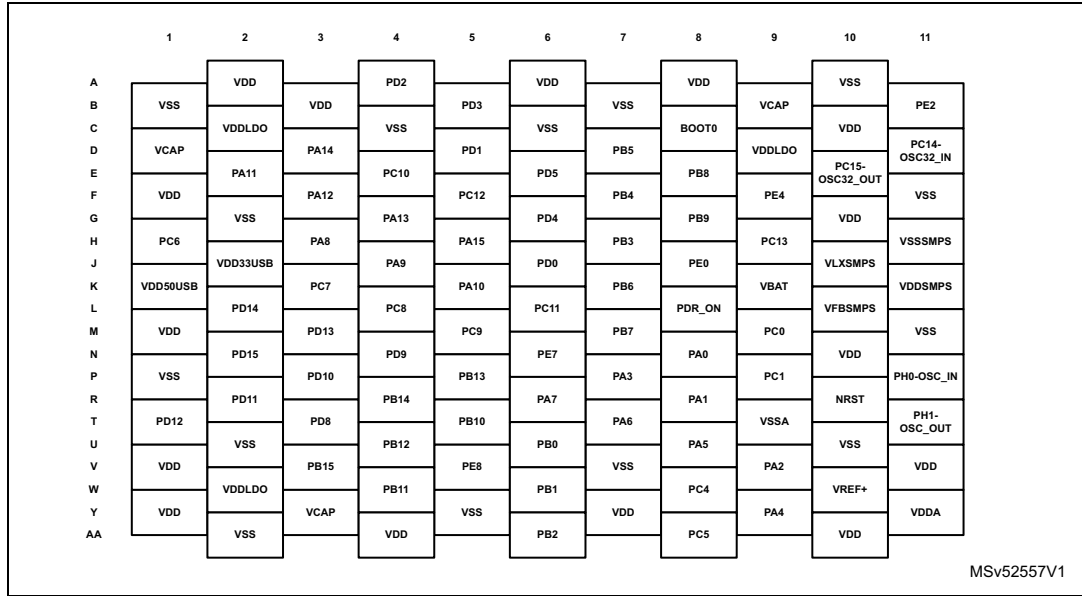 1 2 3 4 5 6 7 8 9 10 11
A VDD PD2 VDD VDD VSS
B VSS VDD PD3 VSS VCAP PE2
C VDDLDO VSS VSS BOOT0 VDD
D VCAP PA14 PD1 PB5 VDDLDO PC14-
OSC32_IN
E PA11 PC10 PD5 PB8 PC15-
OSC32_OUT
F VDD PA12 PC12 PB4 PE4 VSS
G VSS PA13 PD4 PB9 VDD
H PC6 PA8 PA15 PB3 PC13 VSSSMPS
J VDD33USB PA9 PD0 PE0 VLXSMPS
K VDD50USB PC7 PA10 PB6 VBAT VDDSMPS
L PD14 PC8 PC11 PDR_ON VFBSMPS
M VDD PD13 PC9 PB7 PC0 VSS
N PD15 PD9 PE7 PA0 VDD
P VSS PD10 PB13 PA3 PC1 PH0-OSC_IN
R PD11 PB14 PA7 PA1 NRST
T PD12 PD8 PB10 PA6 VSSA PH1-
OSC_OUT
U VSS PB12 PB0 PA5 VSS
V VDD PB15 PE8 VSS PA2 VDD
W VDDLDO PB11 PB1 PC4 VREF+
Y VDD VCAP VSS VDD PA4 VDDA
AA VSS VDD PB2 PC5 VDD
MSv52557V1